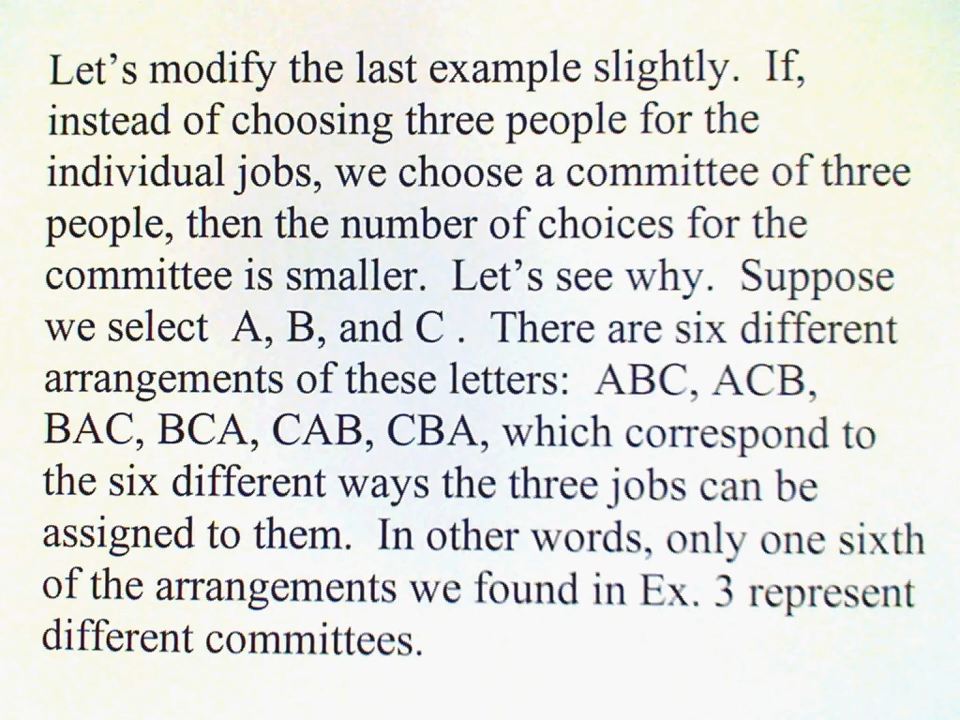 Let’s modify the last example slightly.  If,
instead of choosing three people for the
individual jobs, we choose a committee of three
people, then the number of choices for the
committee is smaller.  Let’s see why.  Suppose
we select  A, B, and C .  There are six different
arrangements of these letters:  ABC, ACB,
BAC, BCA, CAB, CBA, which correspond to
the six different ways the three jobs can be
assigned to them.  In other words, only one sixth
of the arrangements we found in Ex. 3 represent
different committees.